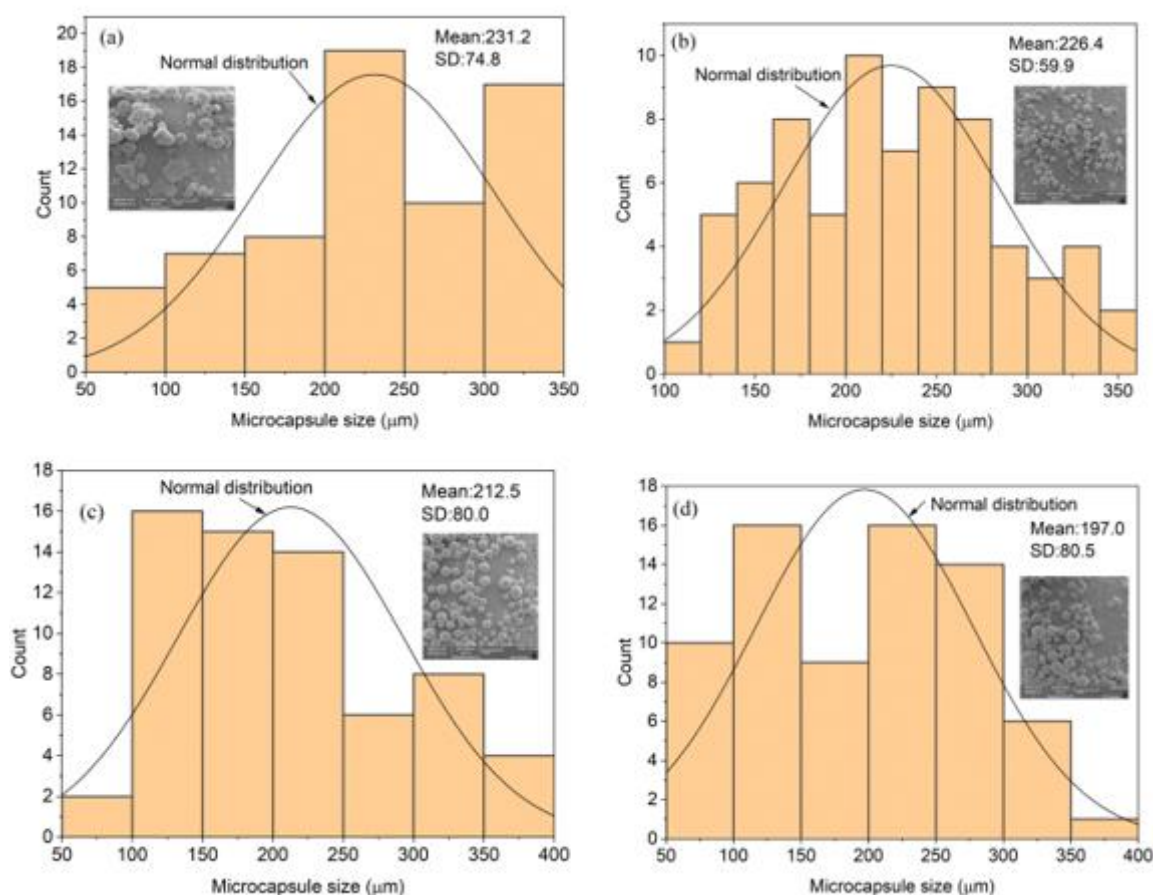 (a)
Mean:231.2
SD:74.8
Normal distribution
Count
20
18
16
14
12
10
8
6
4
2
0
50 100 150 200 250 300 350
Microcapsule size (μm)
(b)
Mean:226.4
SD:59.9
Normal distribution
Count
10
8
6
4
2
0
100 150 200 250 300 350
Microcapsule size (μm)
(c)
Normal distribution
Mean:212.5
SD:80.0
Count
18
16
14
12
10
8
6
4
2
0
50 100 150 200 250 300 350 400
Microcapsule size (μm)
(d)
Normal distribution
Mean:197.0
SD:80.5
Count
18
16
14
12
10
8
6
4
2
0
50 100 150 200 250 300 350 400
Microcapsule size (μm)